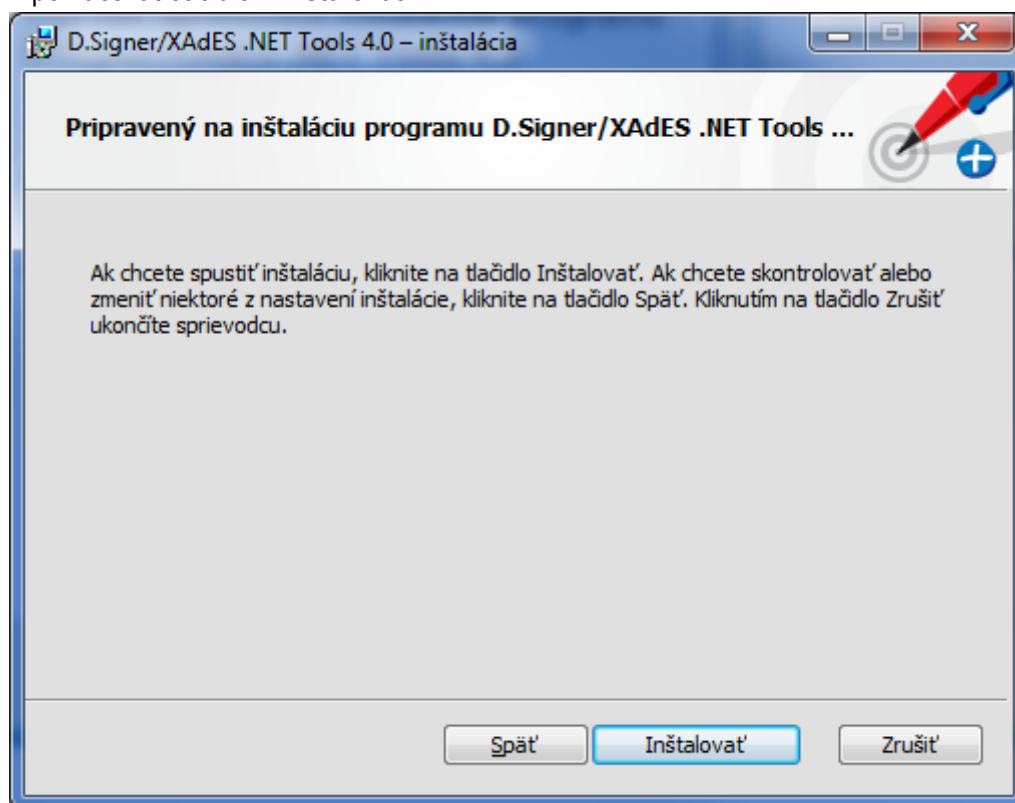 D.Signer/XAdES .NET Tools 4.0 – inštalácia
Pripravený na inštaláciu programu D.Signer/XAdES .NET Tools ...
Ak chcete spustiť inštaláciu, kliknite na tlačidlo Inštalovať. Ak chcete skontrolovať alebo
zmeniť niektoré z nastavení inštalácie, kliknite na tlačidlo Späť. Kliknutím na tlačidlo Zrušiť
ukončíte sprievodcu.
Späť Inštalovať Zrušiť